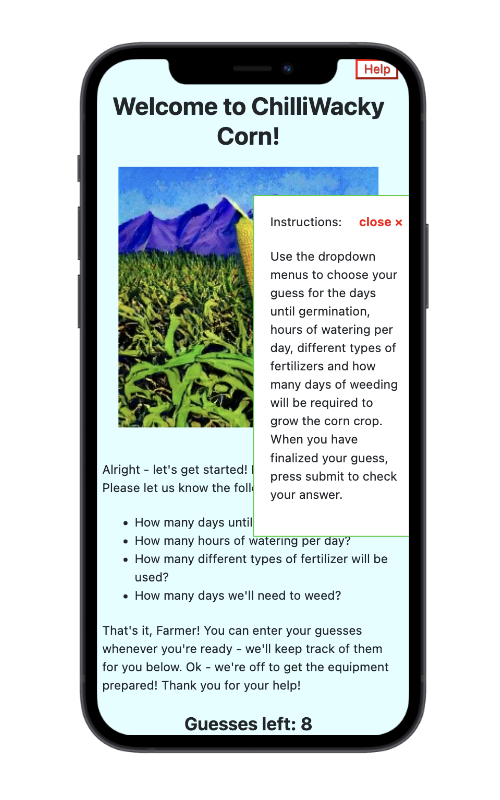 Help
Welcome to ChilliWacky
Corn!
Instructions:
close ×
Use the dropdown
menus to choose your
guess for the days
until germination,
hours of watering per
day, different types of
fertilizers and how
many days of weeding
will be required to
grow the corn crop.
When you have
finalized your guess,
press submit to check
your answer.
Alright - let's get started!
Please let us know the
• How many days until
• How many hours of watering per day?
• How many different types of fertilizer will be
used?
• How many days we'll need to weed?
That's it, Farmer! You can enter your guesses
whenever you're ready - we'll keep track of them
for you below. Ok - we're off to get the equipment
prepared! Thank you for your help!
Guesses left: 8